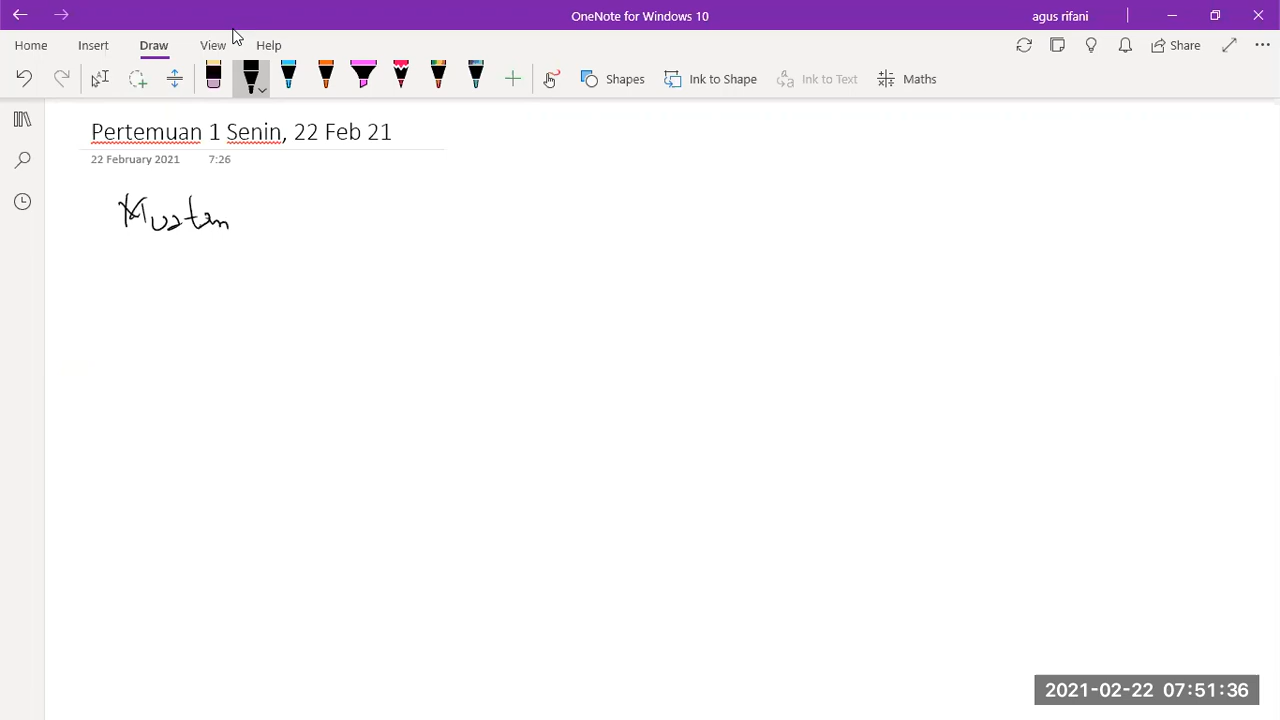 OneNote for Windows 10
agus rifani
Home Insert Draw View Help
Share
Shapes Ink to Shape Ink to Text Maths
Pertemuan 1 Senin, 22 Feb 21
22 February 2021 7:26
2021-02-22 07:51:36